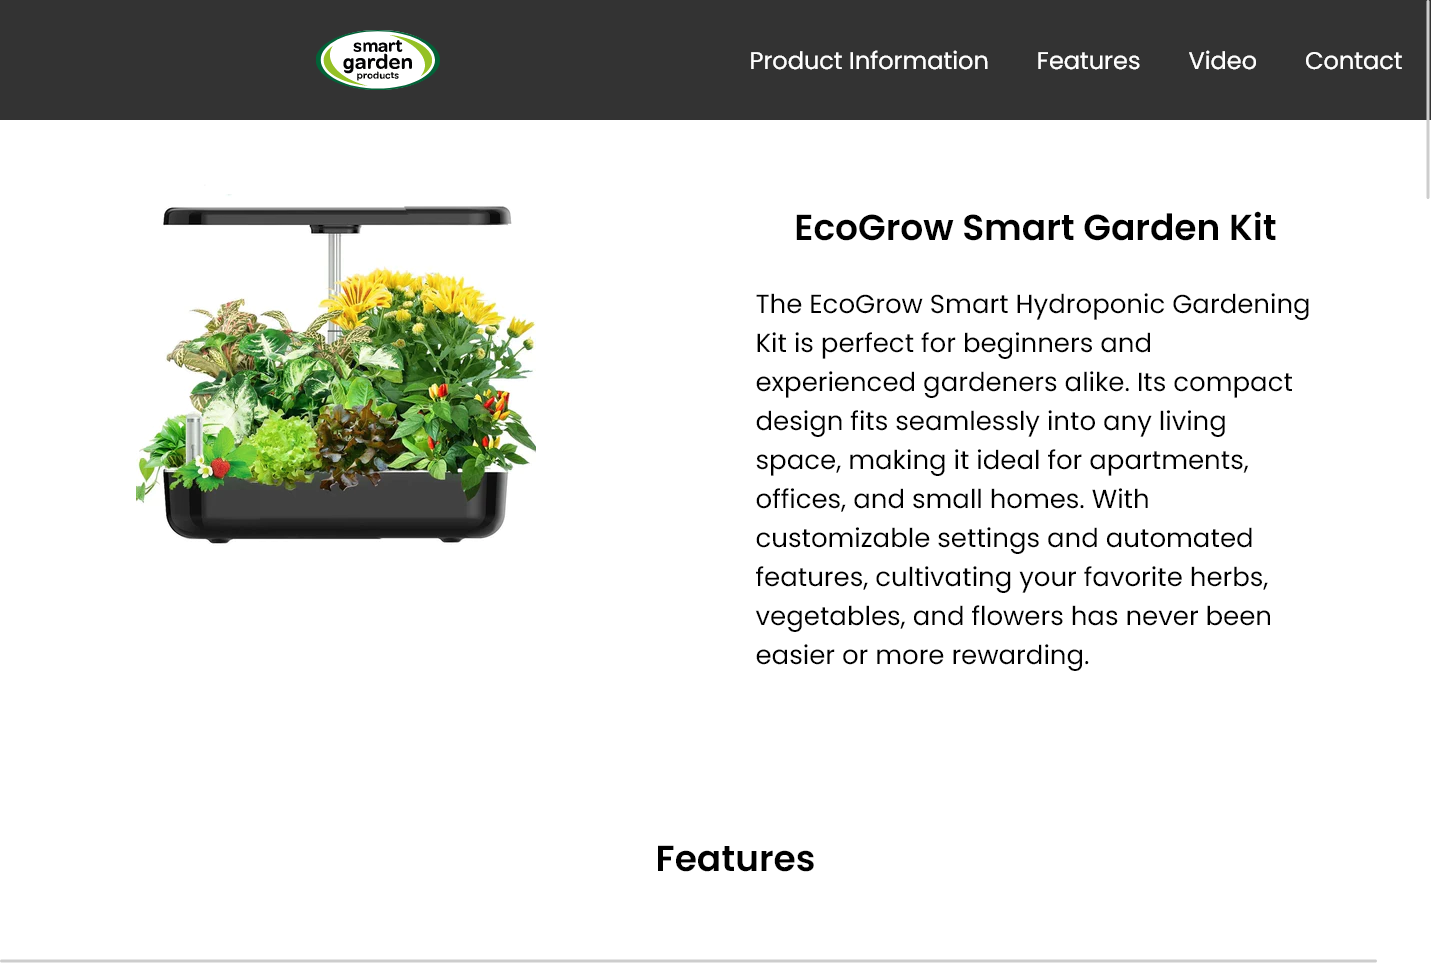 smart
garden
products
Product Information
Features
Video
Contact
EcoGrow Smart Garden Kit
The EcoGrow Smart Hydroponic Gardening
Kit is perfect for beginners and
experienced gardeners alike. Its compact
design fits seamlessly into any living
space, making it ideal for apartments,
offices, and small homes. With
customizable settings and automated
features, cultivating your favorite herbs,
vegetables, and flowers has never been
easier or more rewarding.
Features